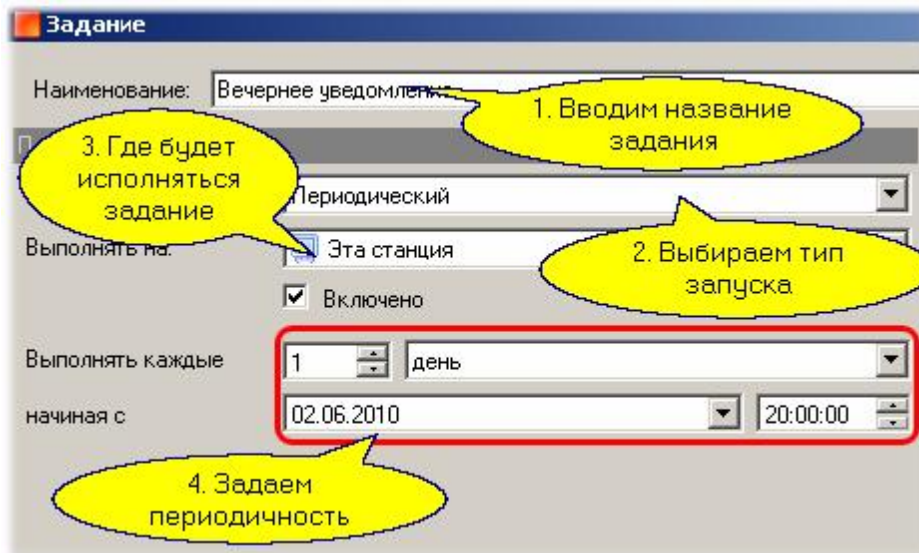 Задание
Наименование:
Вечернее уведомление
1. Вводим название
задания
3. Где будет
исполняться
задание
Периодический
2. Выбираем тип
запуска
Выполнять на:
Эта станция
Включено
Выполнять каждые
1
день
начиная с
02.06.2010
20:00:00
4. Задаем
периодичность